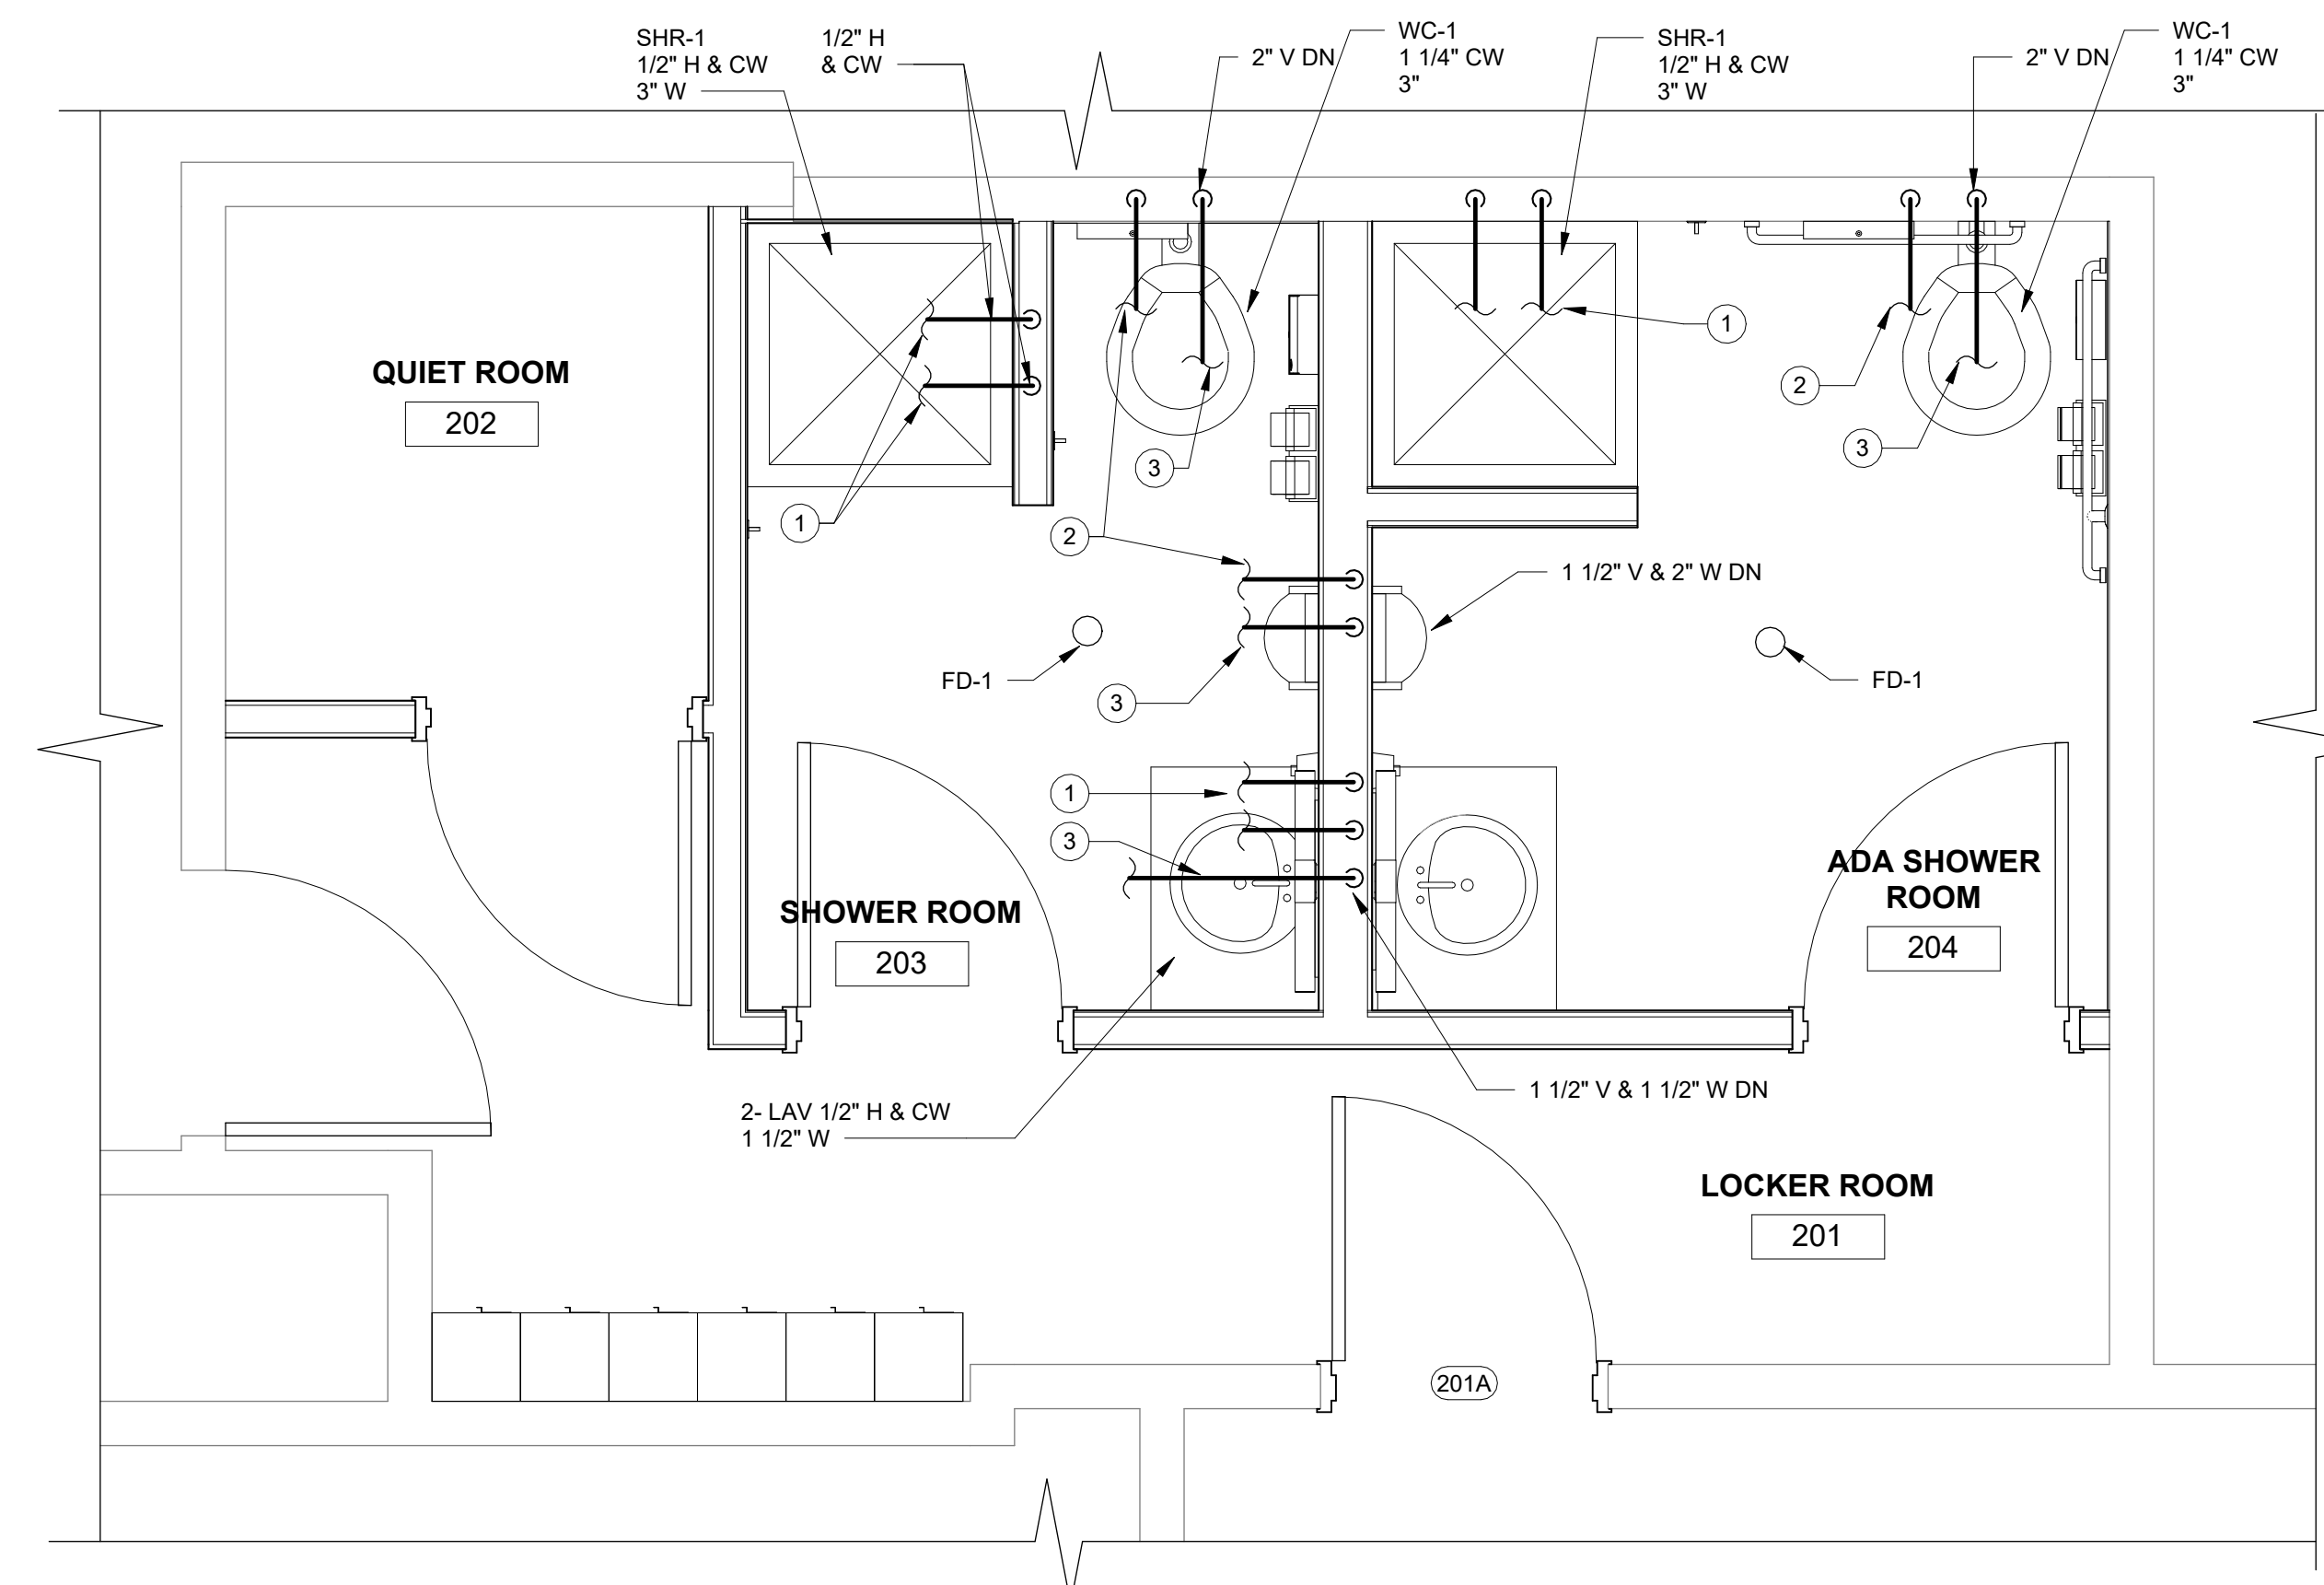 SHR-1
1/2" H & CW
3" W
1/2" H
& CW
2" V DN
WC-1
1 1/4" CW
3"
SHR-1
1/2" H & CW
3" W
2" V DN
WC-1
1 1/4" CW
3"
QUIET ROOM
202
1
2
3
1
2
3
1 1/2" V & 2" W DN
FD-1
3
FD-1
1
3
SHOWER ROOM
203
ADA SHOWER
ROOM
204
2- LAV 1/2" H & CW
1 1/2" W
1 1/2" V & 1 1/2" W DN
LOCKER ROOM
201
201A